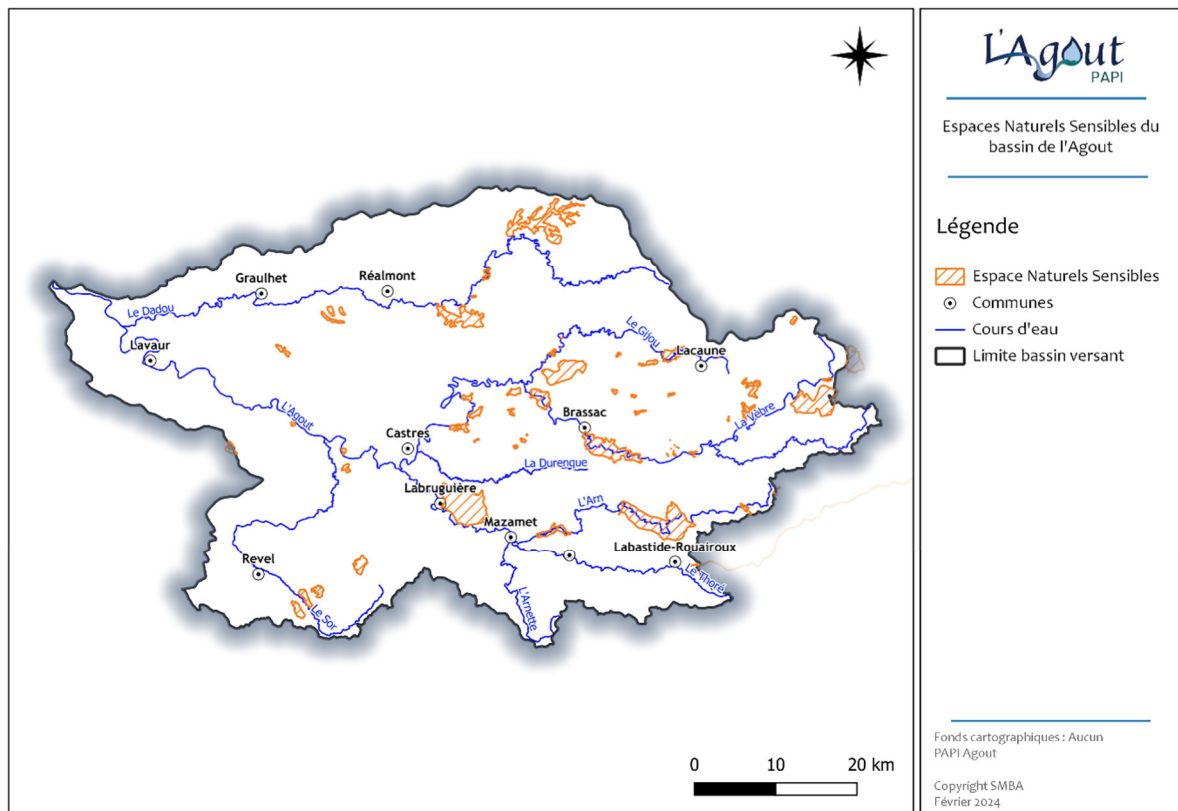 L'Agout
PAPI
Espaces Naturels Sensibles du
bassin de l'Agout
Légende
Espace Naturels Sensibles
Communes
Cours d'eau
Limite bassin versant
Graulhet
Réalmont
Le Dadou
Lavaur
Le Gijou
Lacaune
L'Agout
Brassac
La Vèbre
Castres
La Durenque
Labruguière
L'Arn
Mazamet
Labastide-Rouairoux
Revel
Le Thoré
L'Arnette
Le Sor
0 10 20 km
Fonds cartographiques : Aucun
PAPI Agout
Copyright SMBA
Février 2024